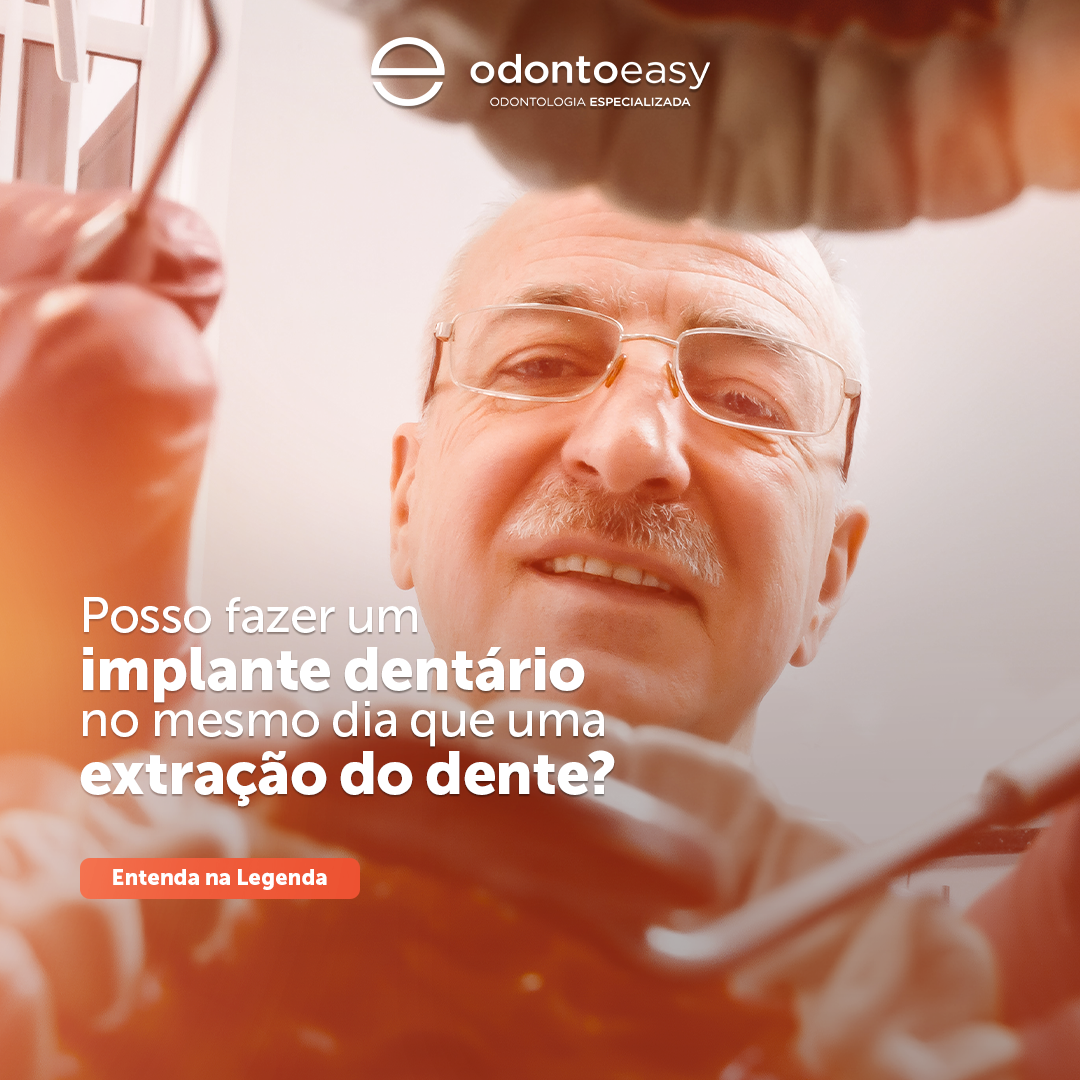 odontoeasy
ODONTOLOGIA ESPECIALIZADA
Posso fazer um
implante dentário
no mesmo dia que uma
extração do dente?
Entenda na Legenda